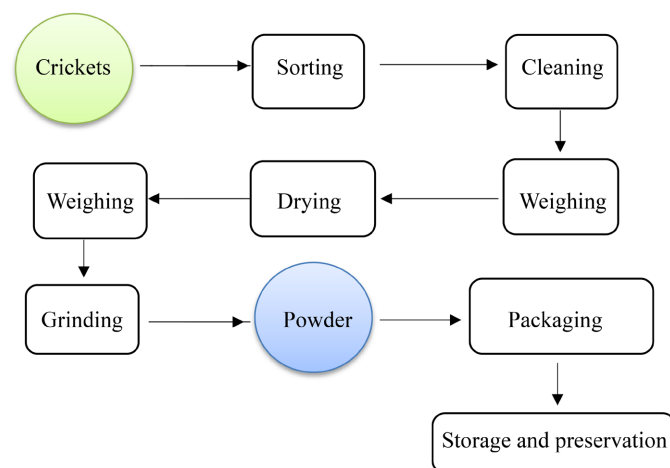 Crickets
Sorting
Cleaning
Weighing
Drying
Weighing
Grinding
Powder
Packaging
Storage and preservation